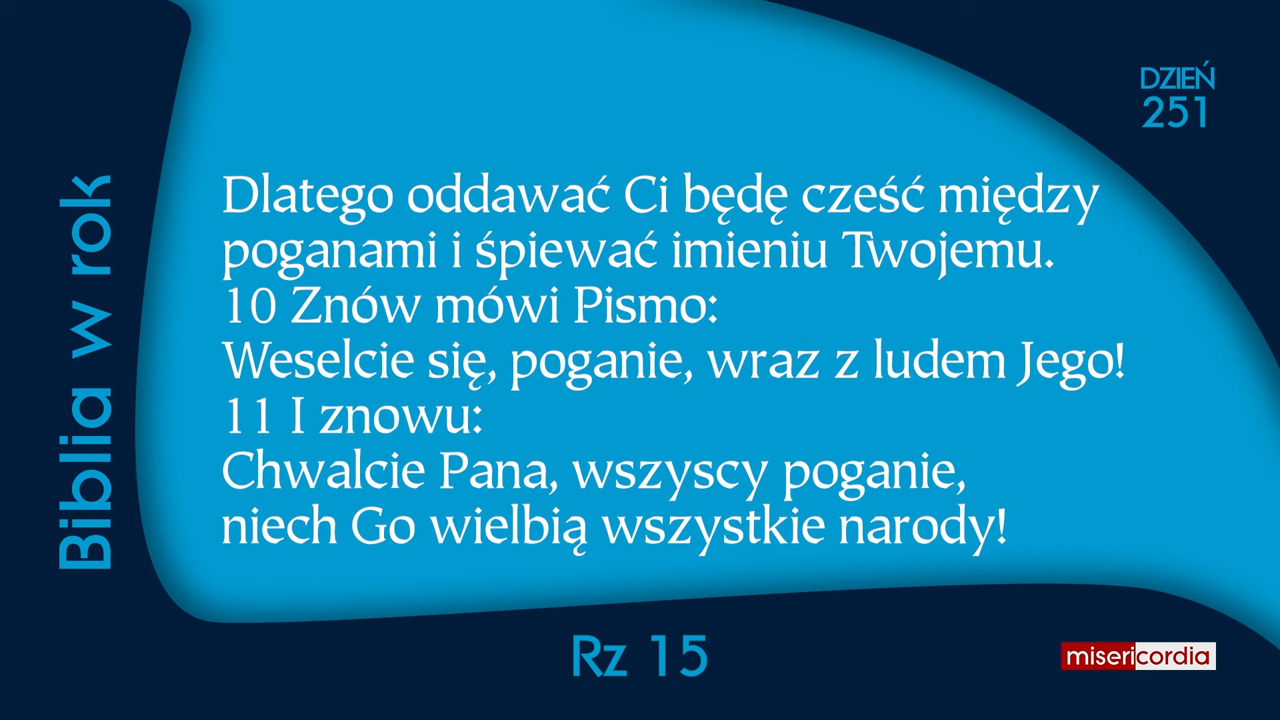 DZIEŃ
251
Biblia w rok
Dlatego oddawać Ci będę cześć między
poganami i śpiewać imieniu Twojemu.
10 Znów mówi Pismo:
Weselcie się, poganie, wraz z ludem Jego!
11 I znowu:
Chwalcie Pana, wszyscy poganie,
niech Go wielbią wszystkie narody!
Rz 15
misericordia